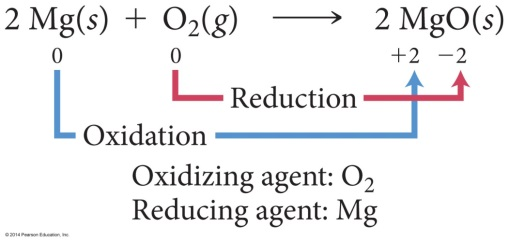 2 Mg(s) + O₂(g) ⟶ 2 MgO(s)
0 0 +2 −2
Reduction
Oxidation
Oxidizing agent: O₂
Reducing agent: Mg
© 2014 Pearson Education, Inc.